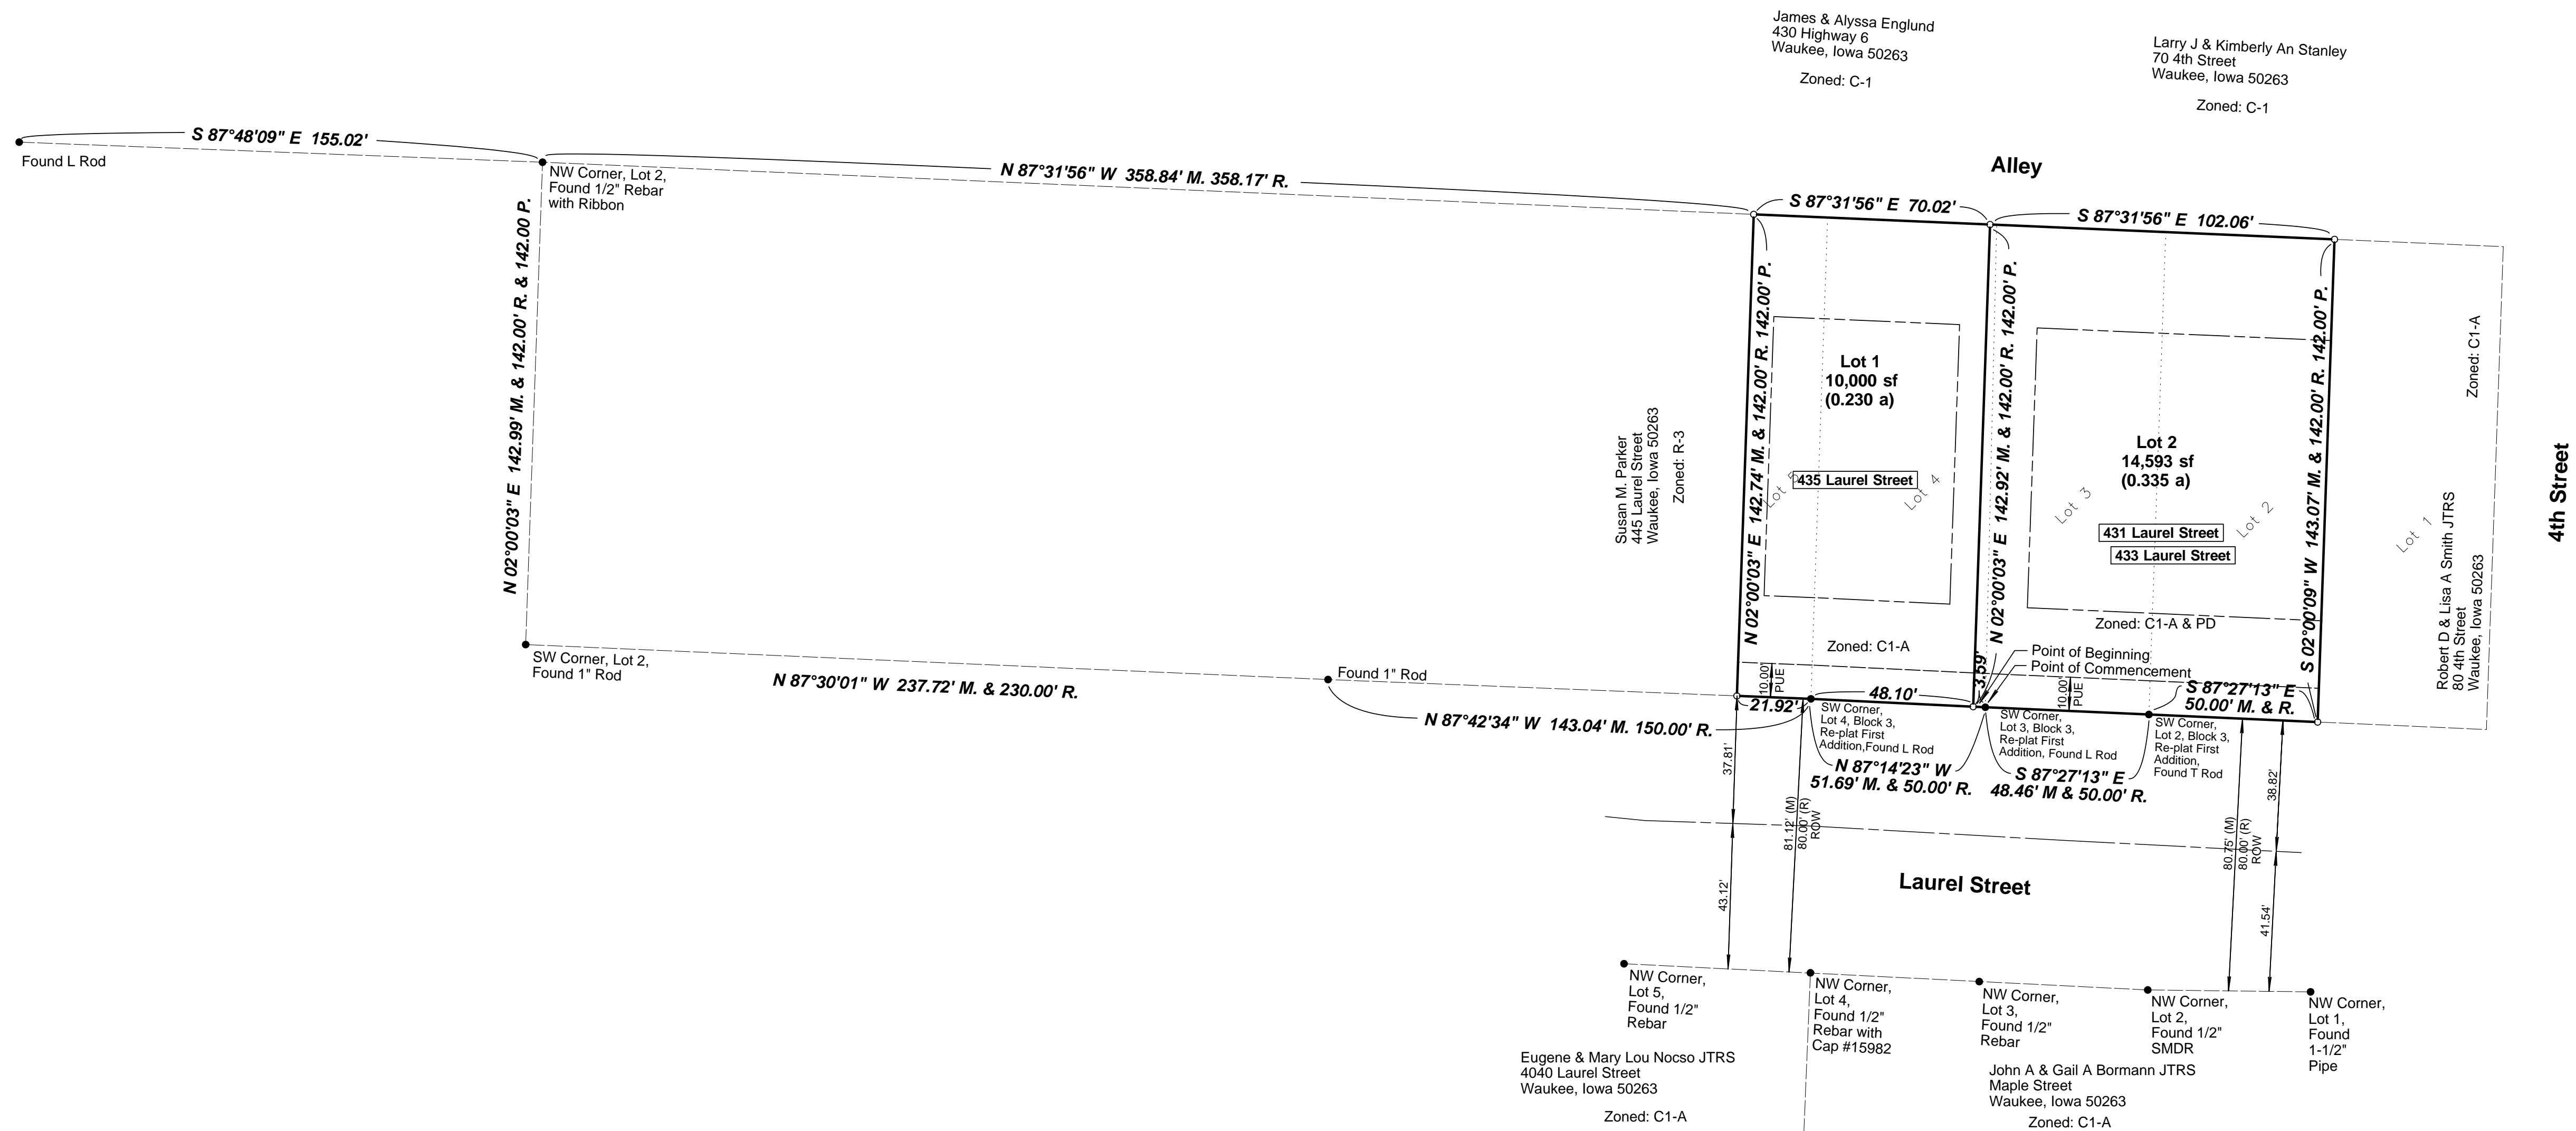 James & Alyssa Englund
430 Highway 6
Waukee, Iowa 50263
Zoned: C-1
Larry J & Kimberly An Stanley
70 4th Street
Waukee, Iowa 50263
Zoned: C-1
S 87°48'09" E 155.02'
Found L Rod
NW Corner, Lot 2,
Found 1/2" Rebar
with Ribbon
N 87°31'56" W 358.84' M. 358.17' R.
Alley
S 87°31'56" E 70.02'
S 87°31'56" E 102.06'
N 02°00'03" E 142.99' M. & 142.00' R. & 142.00 P.
SW Corner, Lot 2,
Found 1" Rod
N 87°30'01" W 237.72' M. & 230.00' R.
Found 1" Rod
N 87°42'34" W 143.04' M. 150.00' R.
Susan M. Parker
445 Laurel Street
Waukee, Iowa 50263
Zoned: R-3
N 02°00'03" E 142.74' M. & 142.00' R. 142.00' P.
Lot 1
10,000 sf
(0.230 a)
Lot 5
435 Laurel Street
Lot 4
Zoned: C1-A
10.00'
PUE
N 02°00'03" E 142.92' M. & 142.00' R. 142.00' P.
3.59'
Lot 2
14,593 sf
(0.335 a)
Lot 3
Lot 2
431 Laurel Street
433 Laurel Street
Zoned: C1-A & PD
Point of Beginning
Point of Commencement
10.00'
PUE
S 02°00'09" W 143.07' M. & 142.00' R. 142.00' P.
S 87°27'13" E
50.00' M. & R.
Lot 1
Zoned: C1-A
Robert D & Lisa A Smith JTRS
80 4th Street
Waukee, Iowa 50263
4th Street
21.92'
48.10'
SW Corner,
Lot 4, Block 3,
Re-plat First
Addition,Found L Rod
SW Corner,
Lot 3, Block 3,
Re-plat First
Addition, Found L Rod
SW Corner,
Lot 2, Block 3,
Re-plat First
Addition,
Found T Rod
N 87°14'23" W
51.69' M. & 50.00' R.
S 87°27'13" E
48.46' M & 50.00' R.
37.81'
43.12'
81.12' (M)
80.00' (R)
ROW
80.75' (M)
80.00' (R)
ROW
38.82'
41.54'
Laurel Street
NW Corner,
Lot 5,
Found 1/2"
Rebar
NW Corner,
Lot 4,
Found 1/2"
Rebar with
Cap #15982
NW Corner,
Lot 3,
Found 1/2"
Rebar
NW Corner,
Lot 2,
Found 1/2"
SMDR
NW Corner,
Lot 1,
Found
1-1/2"
Pipe
Eugene & Mary Lou Nocso JTRS
4040 Laurel Street
Waukee, Iowa 50263
Zoned: C1-A
John A & Gail A Bormann JTRS
Maple Street
Waukee, Iowa 50263
Zoned: C1-A